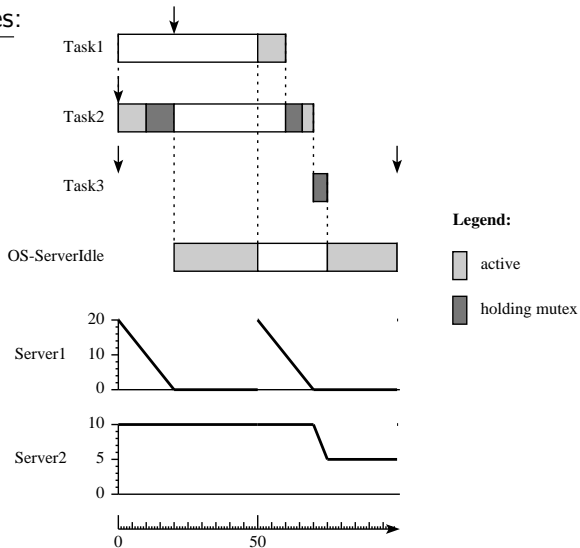 es:
Task1
Task2
Task3
OS-ServerIdle
Legend:
active
holding mutex
20
Server1
10
0
10
Server2
5
0
0
50